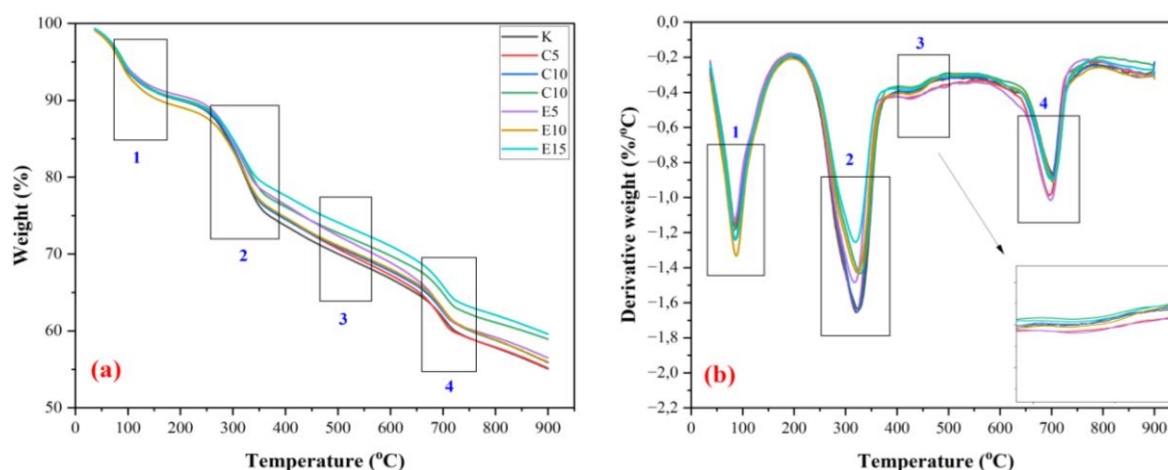 100
90
80
70
60
50
0 100 200 300 400 500 600 700 800 900
Weight (%)
Temperature (°C)
(a)
1
2
3
4
K
C5
C10
C10
E5
E10
E15
0,0
−0,2
−0,4
−0,6
−0,8
−1,0
−1,2
−1,4
−1,6
−1,8
−2,0
−2,2
0 100 200 300 400 500 600 700 800 900
Derivative weight (%/°C)
Temperature (°C)
(b)
1
2
3
4